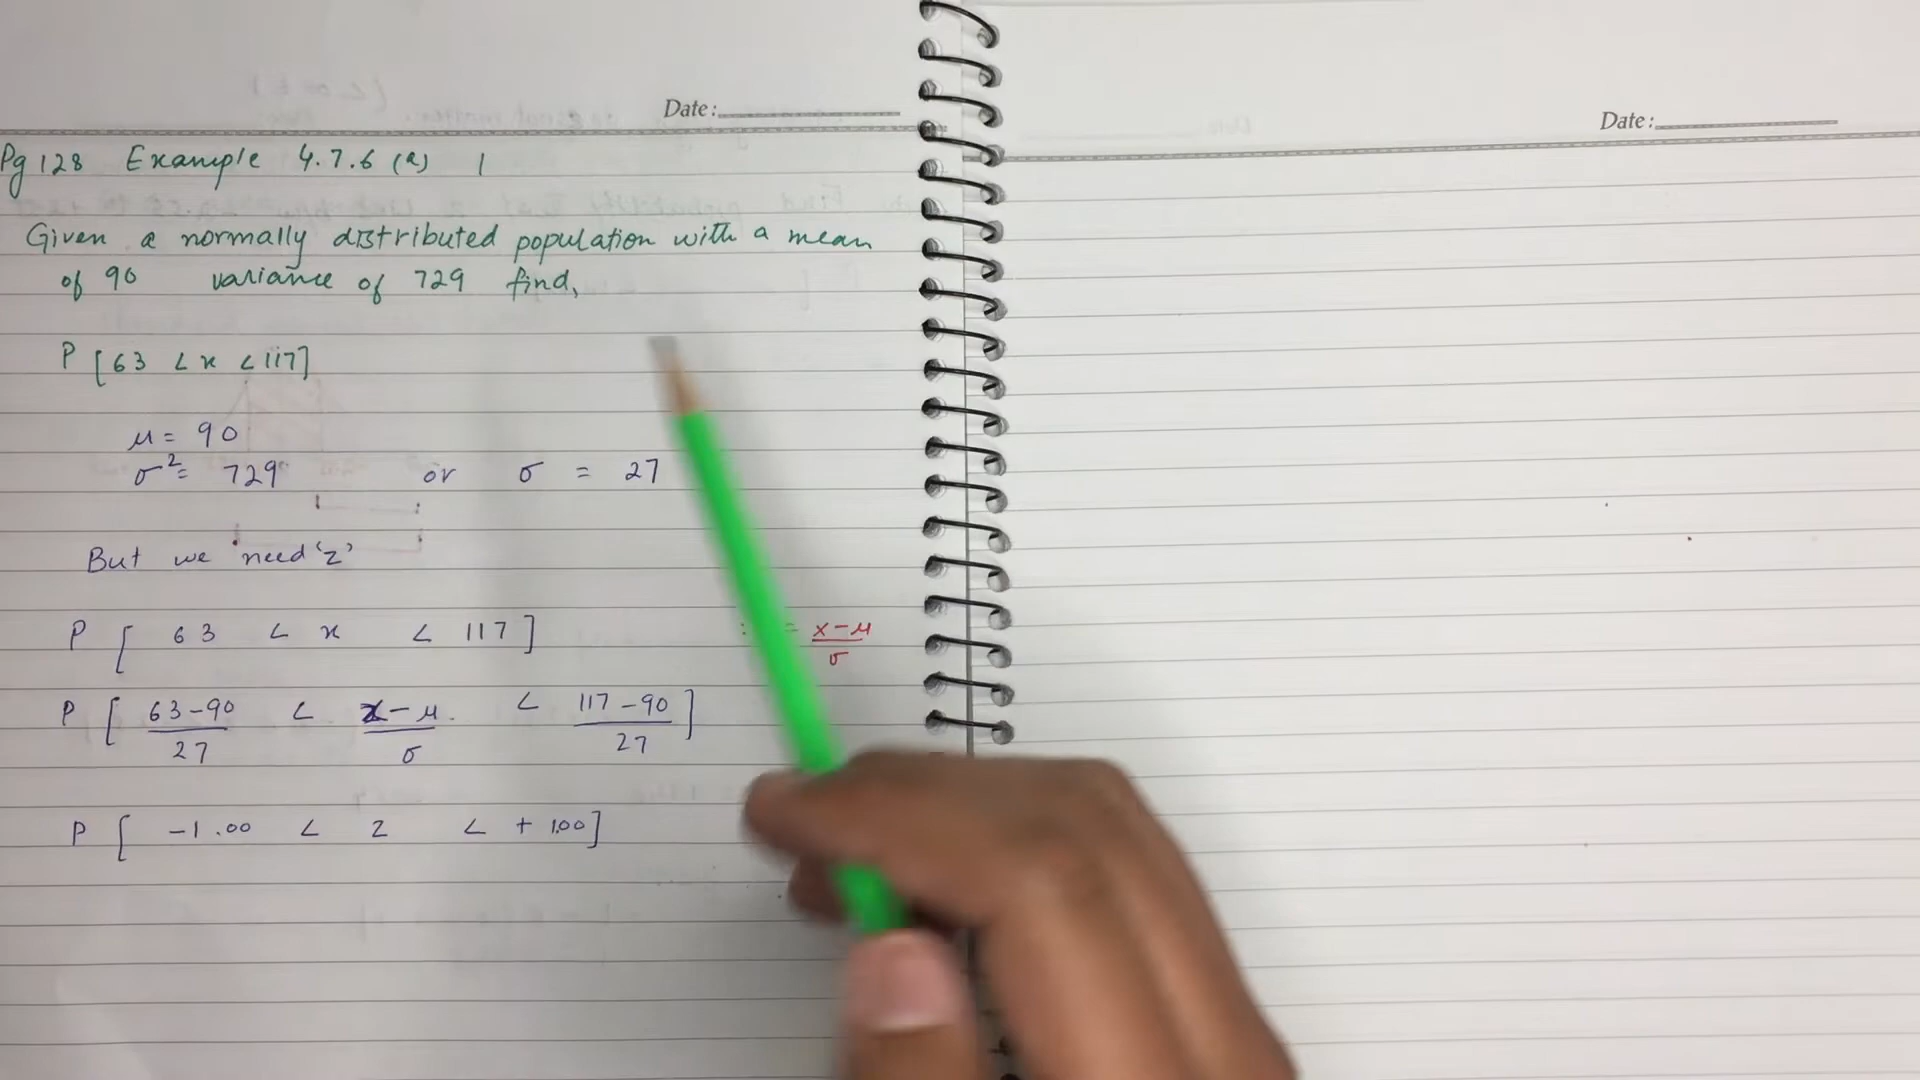 Date:
Pg 128 Example 4.7.6 (a) 1
Given a normally distributed population with a mean
of 90 variance of 729 find,
P [63 < x < 117]
μ = 90
σ² = 729 or σ = 27
But we need 'z'
P [ 63 < x < 117 ]
= x-μ / σ
P [ 63-90 / 27 < x-μ / σ < 117-90 / 27 ]
P [ -1.00 < z < + 1.00 ]
Date: